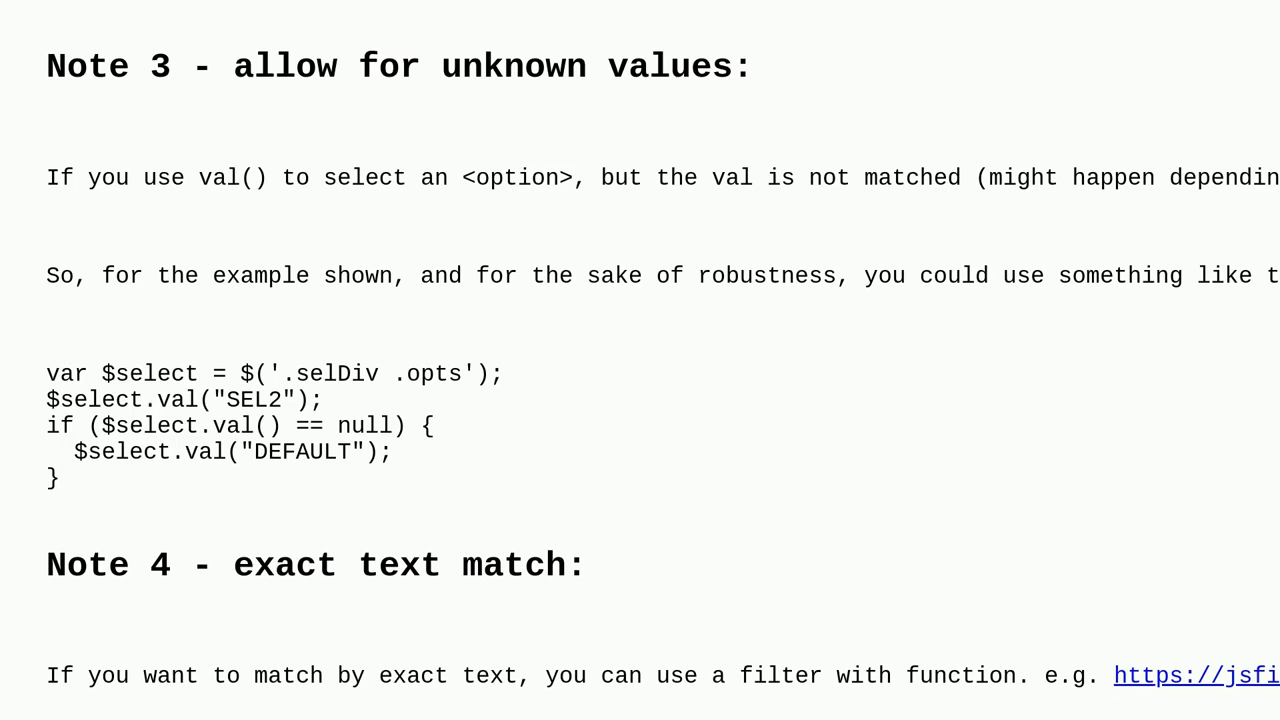 Note 3 - allow for unknown values:
If you use val() to select an <option>, but the val is not matched (might happen dependin
So, for the example shown, and for the sake of robustness, you could use something like t
var $select = $('.selDiv .opts');
$select.val("SEL2");
if ($select.val() == null) {
  $select.val("DEFAULT");
}
Note 4 - exact text match:
If you want to match by exact text, you can use a filter with function. e.g. https://jsfi